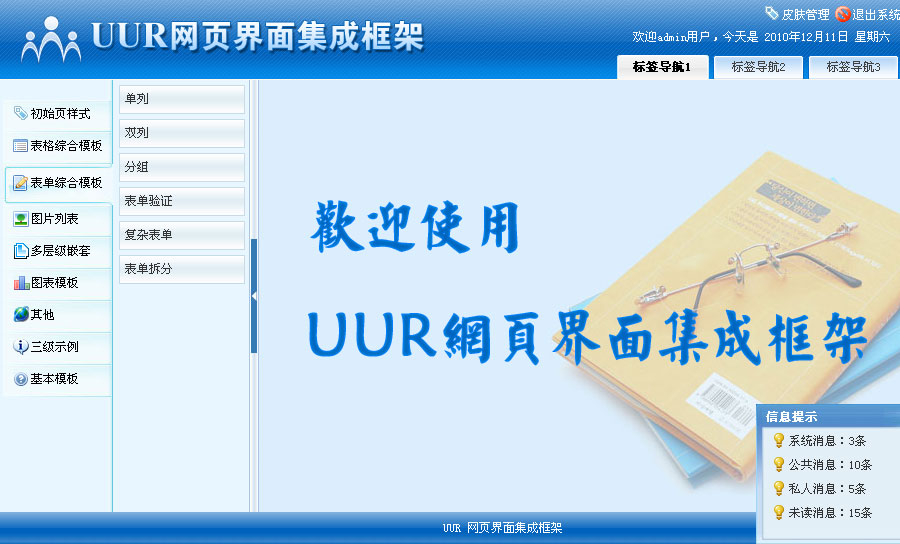 UUR网页界面集成框架
皮肤管理 退出系统
欢迎admin用户，今天是 2010年12月11日 星期六
标签导航1 标签导航2 标签导航3
初始页样式
表格综合模板
表单综合模板
图片列表
多层级嵌套
图表模板
其他
三级示例
基本模板
单列
双列
分组
表单验证
复杂表单
表单拆分
歡迎使用
UUR網頁界面集成框架
信息提示
系统消息：3条
公共消息：10条
私人消息：5条
未读消息：15条
UUR 网页界面集成框架